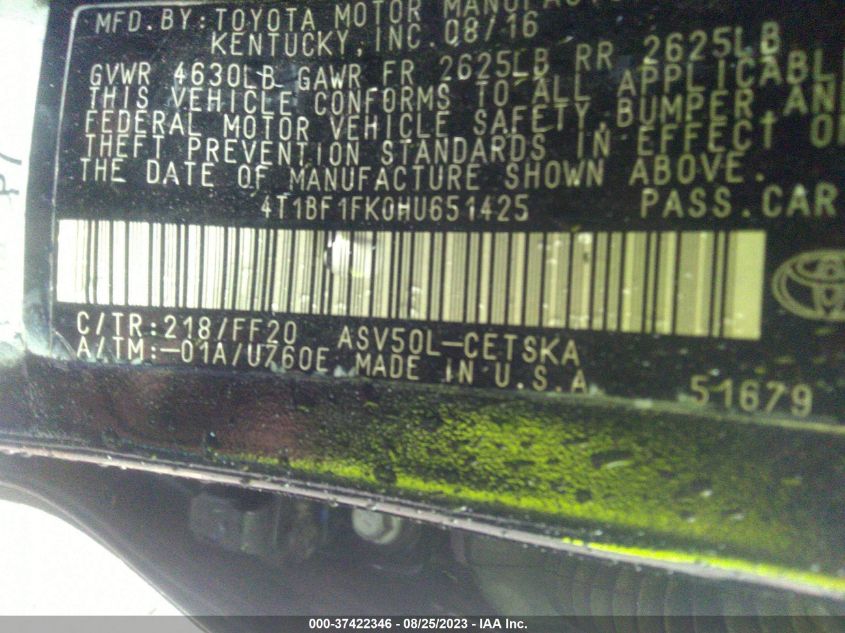 MFD. BY: TOYOTA MOTOR MANUFACTU
KENTUCKY, INC. 08/16
GVWR 4630LB GAWR FR 2625LB RR 2625LB
THIS VEHICLE CONFORMS TO ALL APPLICABLE
FEDERAL MOTOR VEHICLE SAFETY, BUMPER, AND
THEFT PREVENTION STANDARDS IN EFFECT ON
THE DATE OF MANUFACTURE SHOWN ABOVE.
4T1BF1FK0HU651425 PASS. CAR
C/TR:218/FF20 ASV50L-CETSKA
A/TM:-01A/U760E MADE IN U.S.A
51679
000-37422346 - 08/25/2023 - IAA Inc.